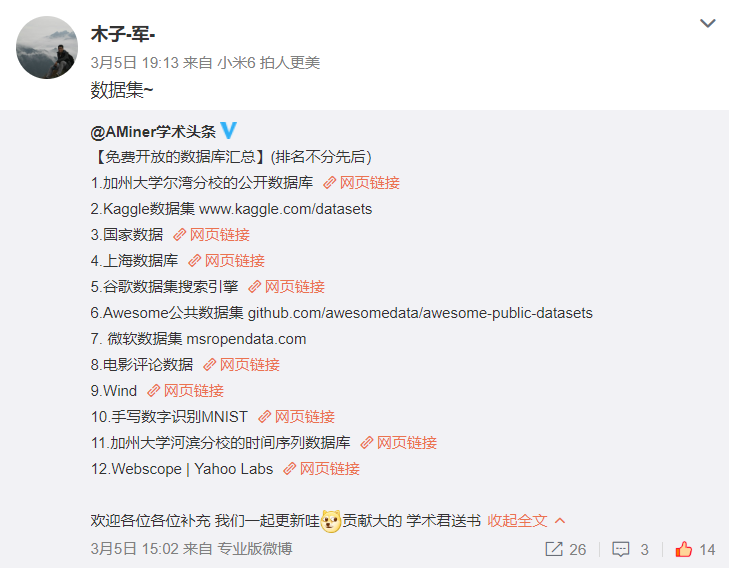 木子-军-
3月5日 19:13 来自 小米6 拍人更美
数据集~
@AMiner学术头条
【免费开放的数据库汇总】(排名不分先后)
1.加州大学尔湾分校的公开数据库 网页链接
2.Kaggle数据集 www.kaggle.com/datasets
3.国家数据 网页链接
4.上海数据库 网页链接
5.谷歌数据集搜索引擎 网页链接
6.Awesome公共数据集 github.com/awesomedata/awesome-public-datasets
7. 微软数据集 msropendata.com
8.电影评论数据 网页链接
9.Wind 网页链接
10.手写数字识别MNIST 网页链接
11.加州大学河滨分校的时间序列数据库 网页链接
12.Webscope | Yahoo Labs 网页链接
欢迎各位各位补充 我们一起更新哇贡献大的 学术君送书 收起全文
3月5日 15:02 来自 专业版微博 26 3 14